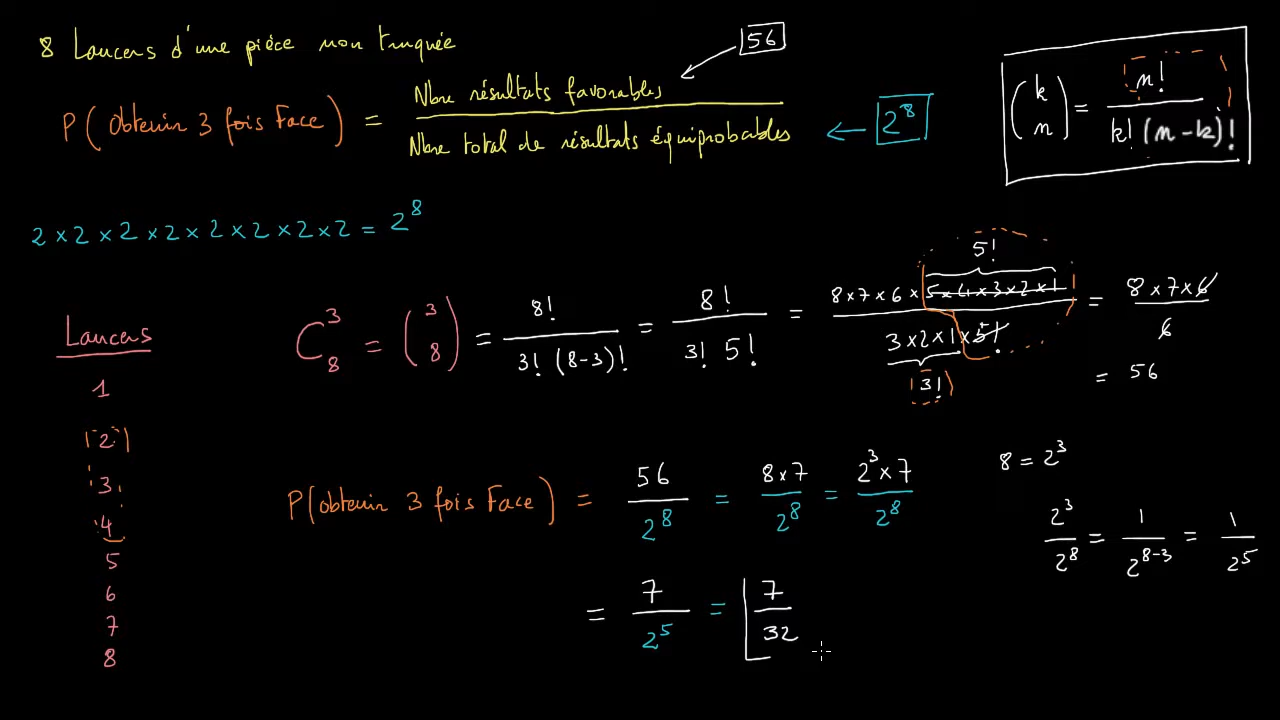 8 Lancers d'une pièce non truquée
56
P(Obtenir 3 fois Face) = Nbre résultats favorables / Nbre total de résultats équiprobables ← 2^8
(k n) = n! / k!(n-k)!
2 × 2 × 2 × 2 × 2 × 2 × 2 × 2 = 2^8
Lancers
1
2
3
4
5
6
7
8
C_8^3 = (3 8) = 8! / 3!(8-3)! = 8! / 3! 5! = 8×7×6×5×4×3×2×1 / 3×2×1×5! = 8×7×6 / 6
5!
3!
= 56
P(obtenir 3 fois Face) = 56 / 2^8 = 8×7 / 2^8 = 2^3×7 / 2^8
= 7 / 2^5 = 7 / 32
8 = 2^3
2^3 / 2^8 = 1 / 2^(8-3) = 1 / 2^5